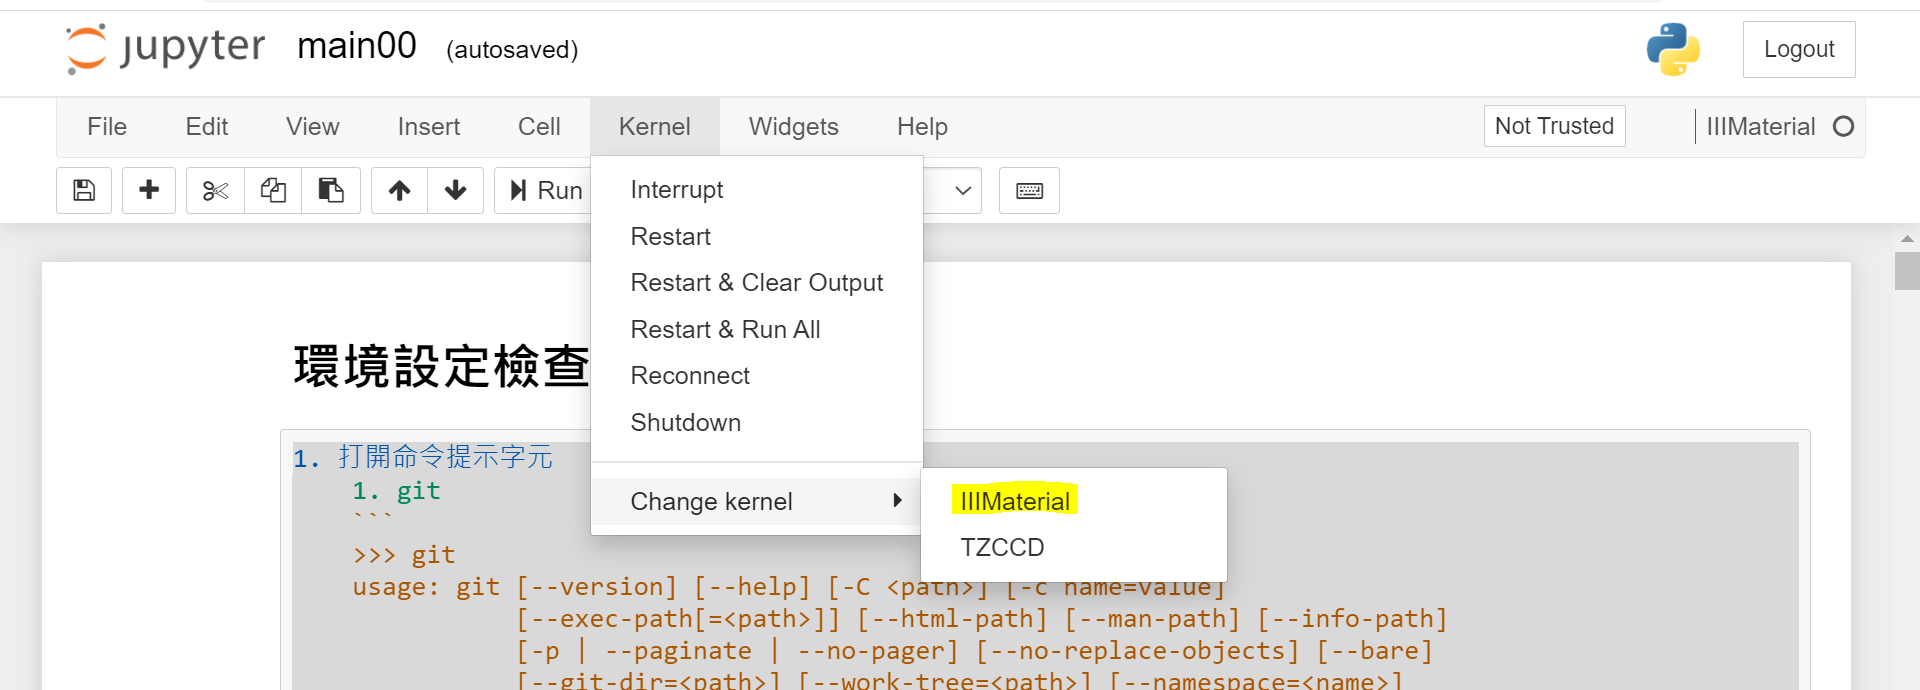 jupyter main00 (autosaved) Logout
File Edit View Insert Cell Kernel Widgets Help Not Trusted IIIMaterial
Run
Interrupt
Restart
Restart & Clear Output
Restart & Run All
Reconnect
Shutdown
Change kernel
IIIMaterial
TZCCD
環境設定檢查
1. 打開命令提示字元
1. git
```
>>> git
usage: git [--version] [--help] [-C <path>] [-c name=value]
[--exec-path[=<path>]] [--html-path] [--man-path] [--info-path]
[-p | --paginate | --no-pager] [--no-replace-objects] [--bare]
[--git-dir=<path>] [--work-tree=<path>] [--namespace=<name>]